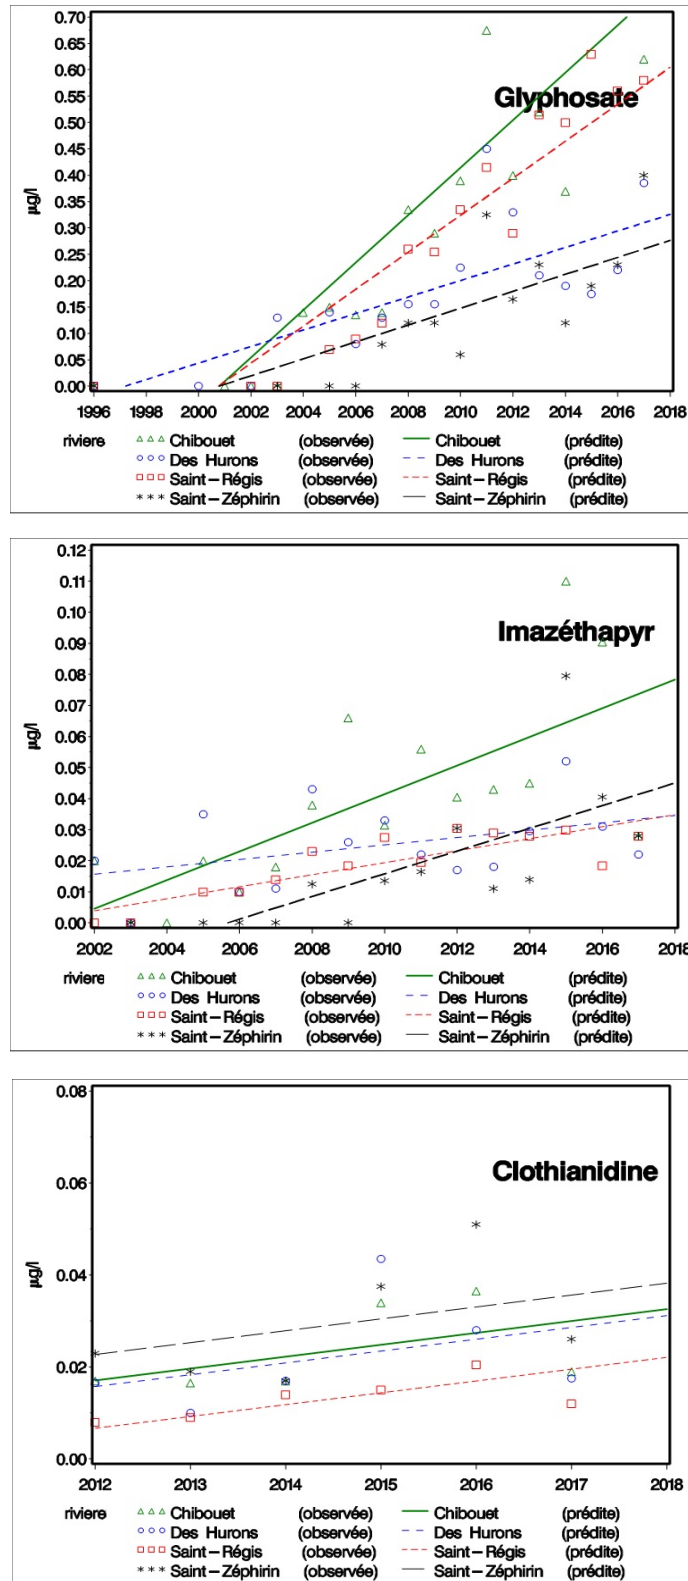 0.70
0.65
0.60
0.55
Glyphosate
0.50
0.45
0.40
µg/l
0.35
0.30
0.25
0.20
0.15
0.10
0.05
0.00
1996 1998 2000 2002 2004 2006 2008 2010 2012 2014 2016 2018
riviere Chibouet (observée) Chibouet (prédite)
Des Hurons (observée) Des Hurons (prédite)
Saint-Régis (observée) Saint-Régis (prédite)
Saint-Zéphirin (observée) Saint-Zéphirin (prédite)
0.12
0.11
0.10
Imazéthapyr
0.09
0.08
0.07
µg/l
0.06
0.05
0.04
0.03
0.02
0.01
0.00
2002 2004 2006 2008 2010 2012 2014 2016 2018
riviere Chibouet (observée) Chibouet (prédite)
Des Hurons (observée) Des Hurons (prédite)
Saint-Régis (observée) Saint-Régis (prédite)
Saint-Zéphirin (observée) Saint-Zéphirin (prédite)
0.08
Clothianidine
0.06
µg/l
0.04
0.02
0.00
2012 2013 2014 2015 2016 2017 2018
riviere Chibouet (observée) Chibouet (prédite)
Des Hurons (observée) Des Hurons (prédite)
Saint-Régis (observée) Saint-Régis (prédite)
Saint-Zéphirin (observée) Saint-Zéphirin (prédite)